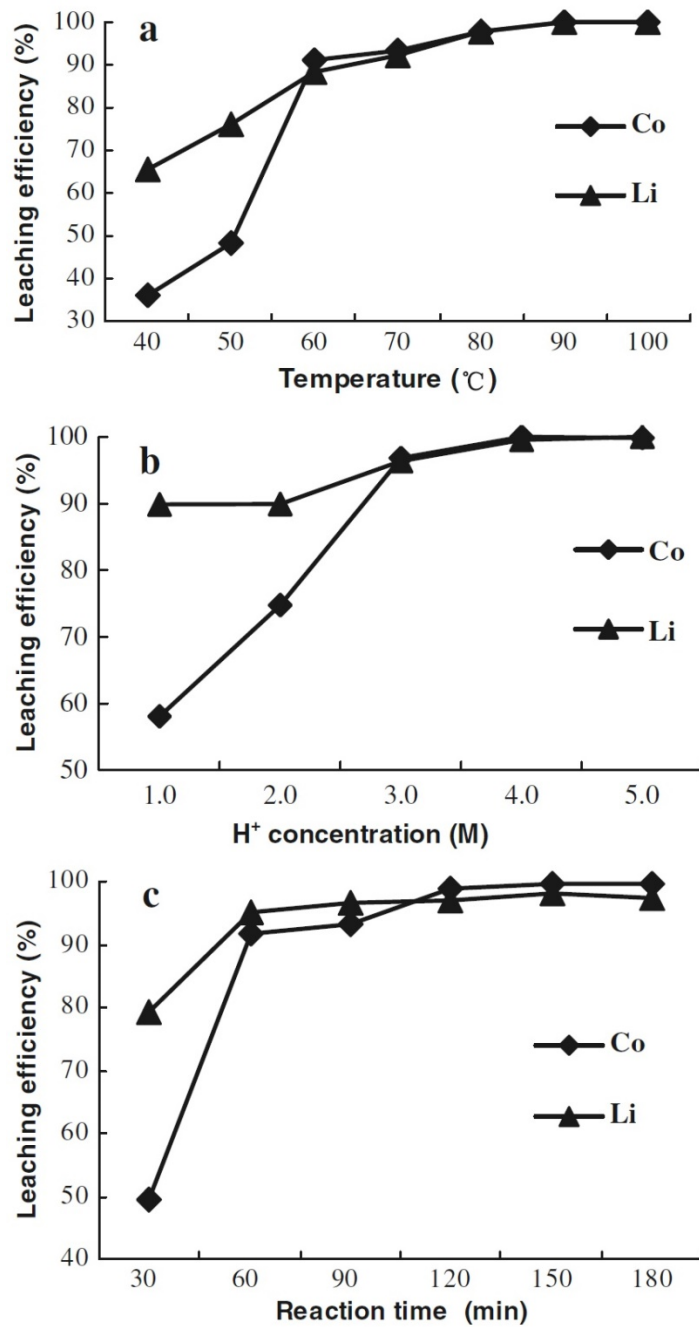 a
Leaching efficiency (%)
100
90
80
70
60
50
40
30
Co
Li
40 50 60 70 80 90 100
Temperature (℃)
b
Leaching efficiency (%)
100
90
80
70
60
50
Co
Li
1.0 2.0 3.0 4.0 5.0
H⁺ concentration (M)
c
Leaching efficiency (%)
100
90
80
70
60
50
40
Co
Li
30 60 90 120 150 180
Reaction time (min)